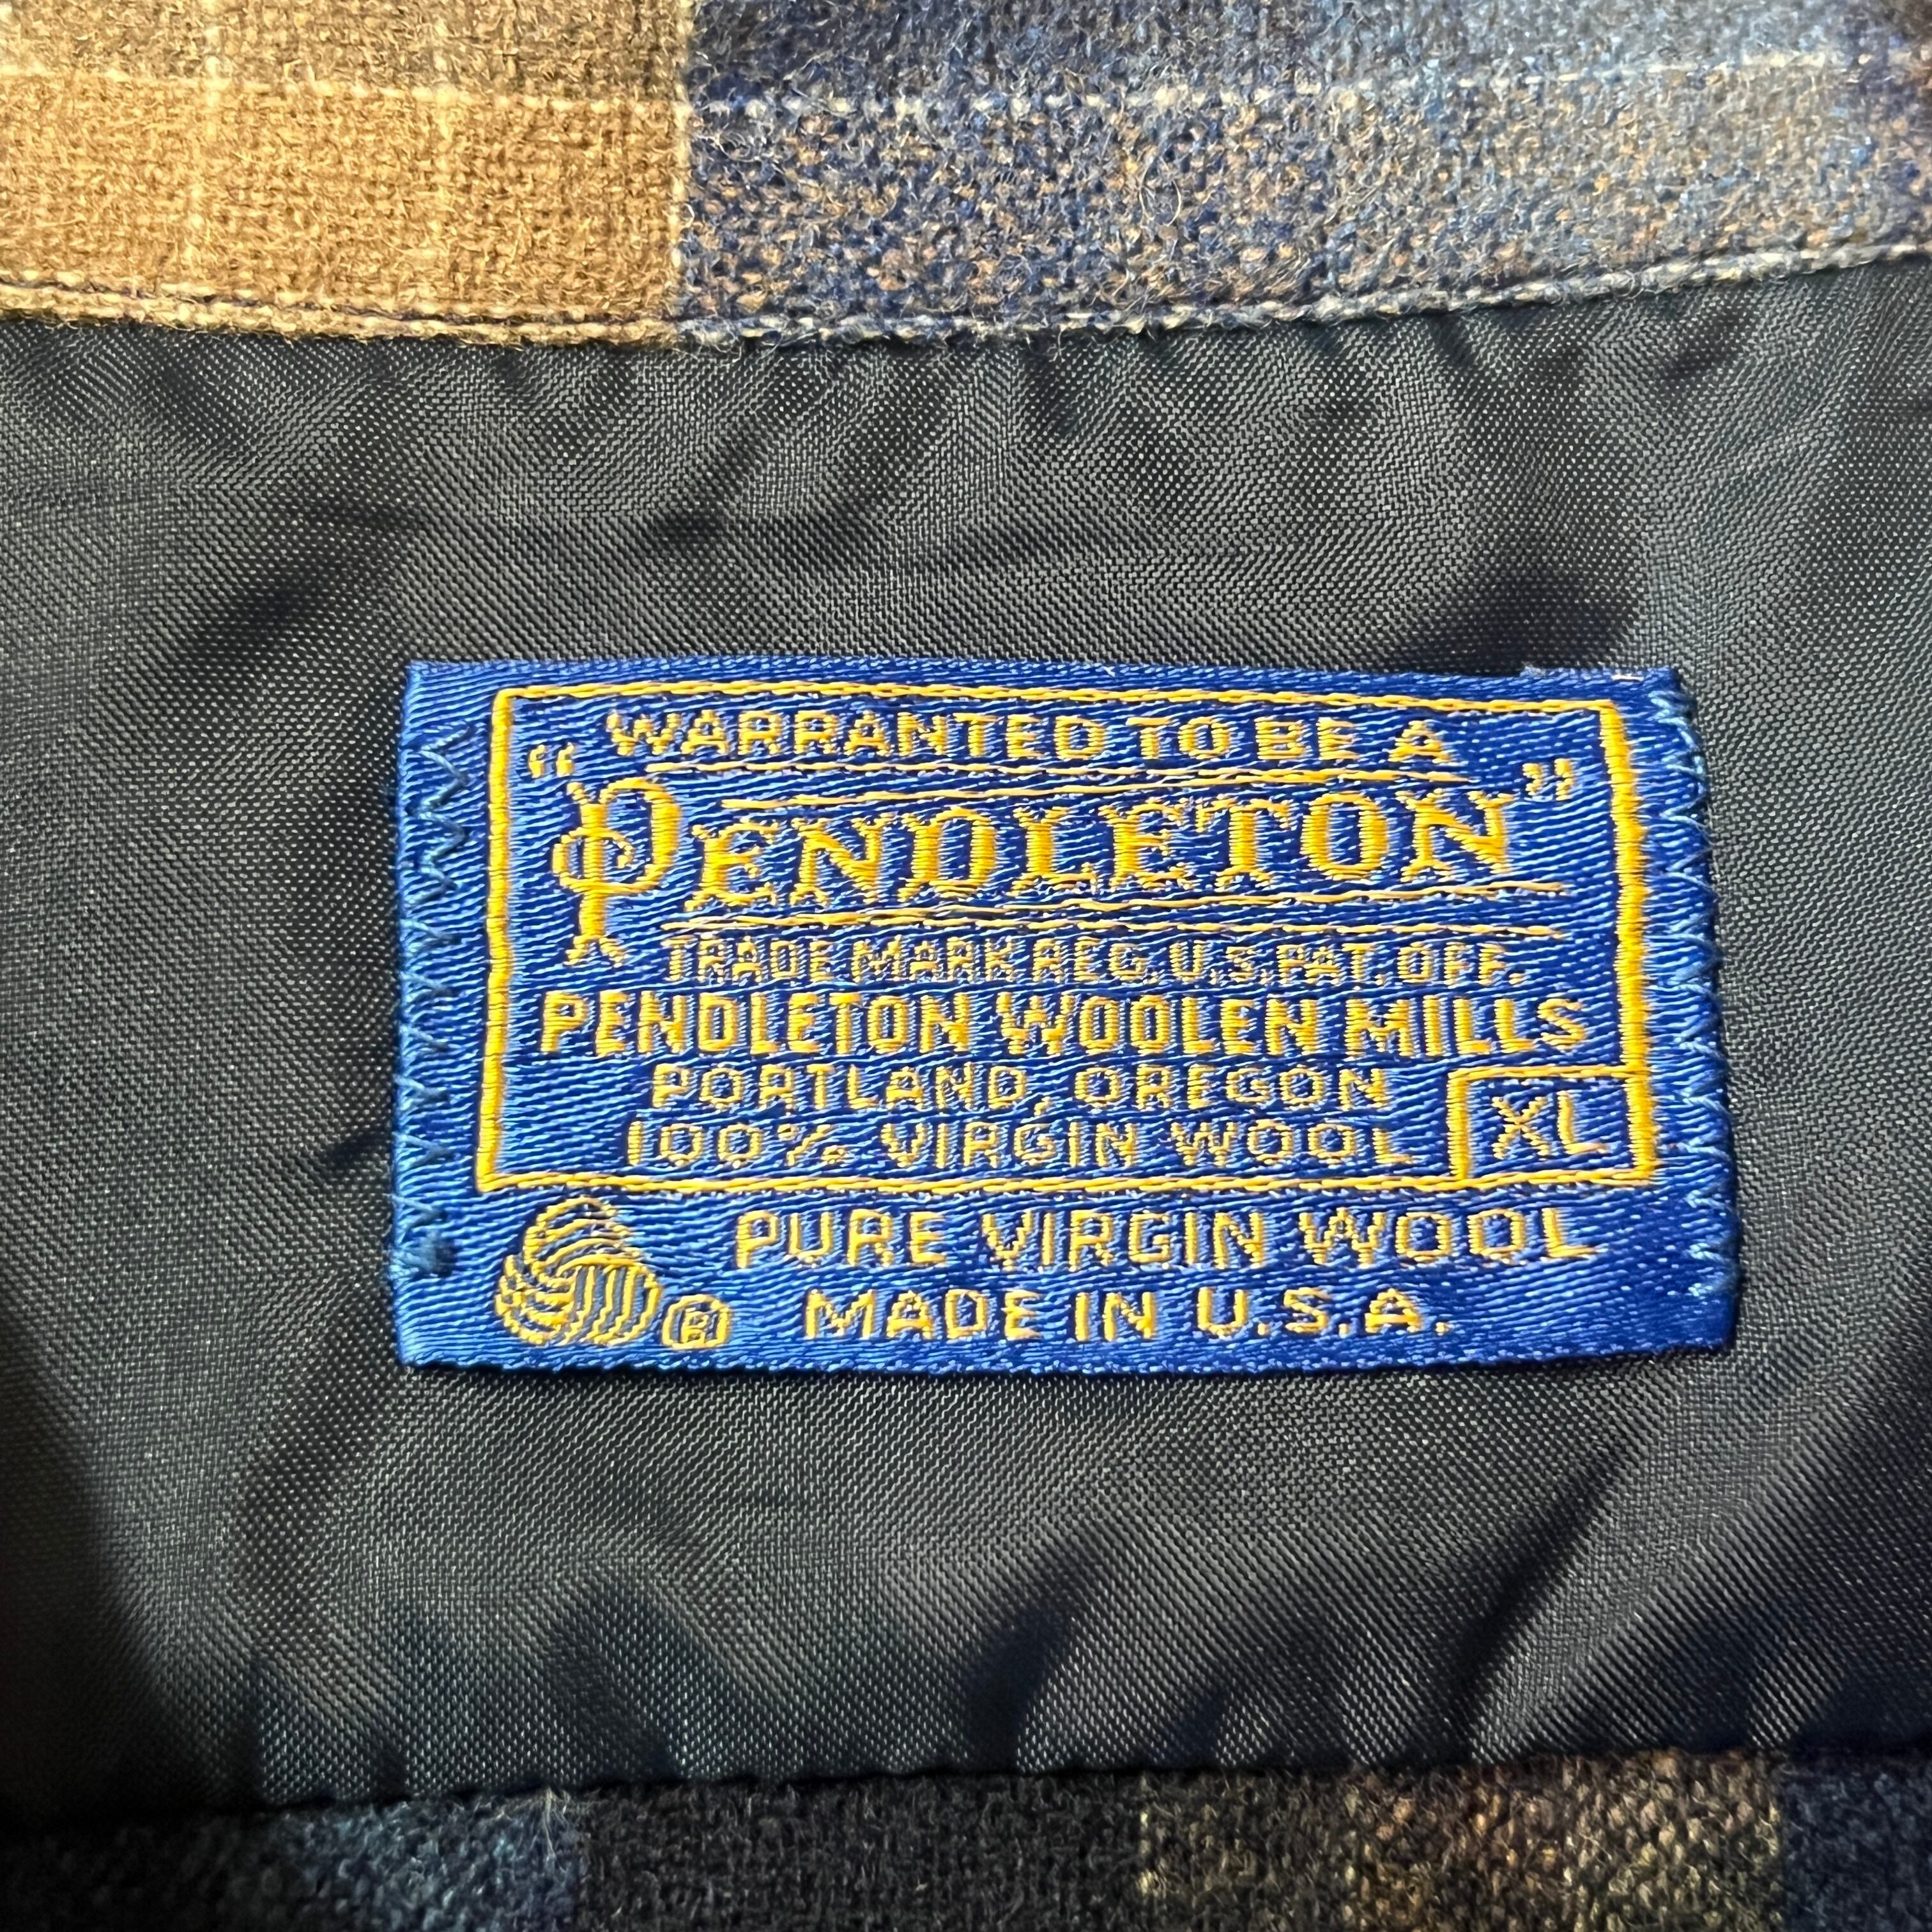 WARRANTED TO BE A
“PENDLETON”
TRADE MARK REG. U.S. PAT. OFF.
PENDLETON WOOLEN MILLS
PORTLAND, OREGON
100% VIRGIN WOOL XL
PURE VIRGIN WOOL
® MADE IN U.S.A.